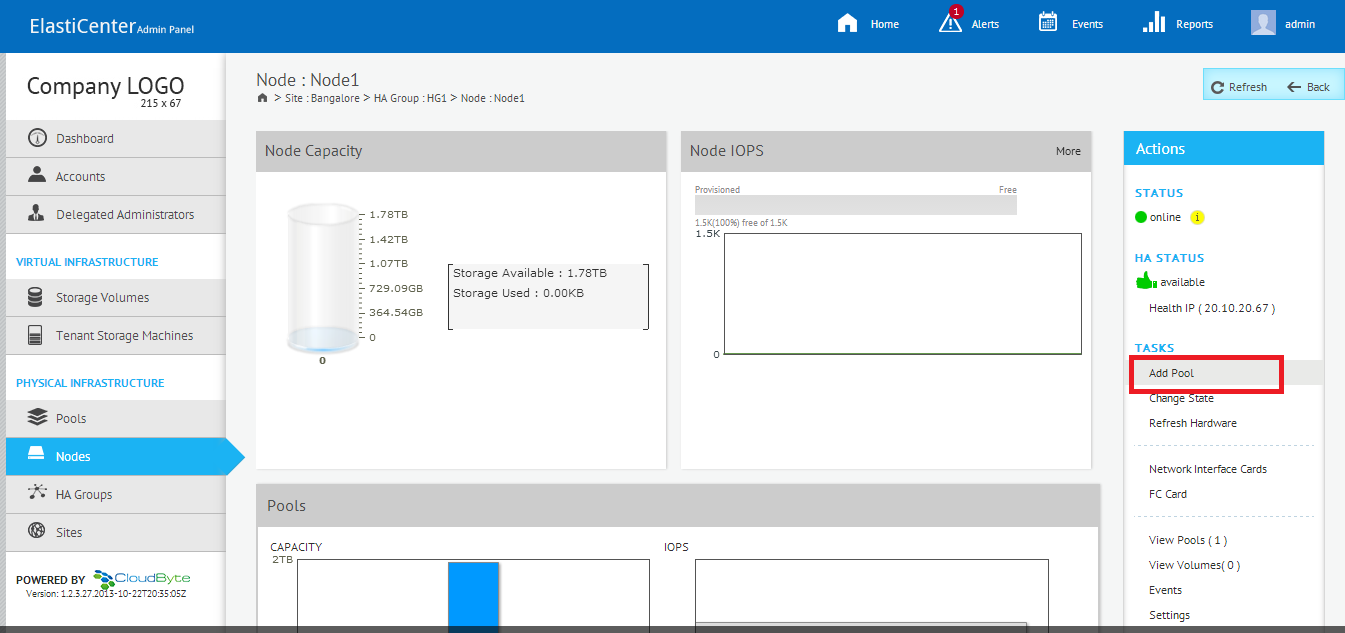 ElastiCenter Admin Panel
Home
1
Alerts
Events
Reports
admin
Company LOGO
215 x 67
Dashboard
Accounts
Delegated Administrators
VIRTUAL INFRASTRUCTURE
Storage Volumes
Tenant Storage Machines
PHYSICAL INFRASTRUCTURE
Pools
Nodes
HA Groups
Sites
POWERED BY CloudByte
Version: 1.2.3.27.2013-10-22T20:35:05Z
Node : Node1
> Site : Bangalore > HA Group : HG1 > Node : Node1
Refresh
Back
Node Capacity
1.78TB
1.42TB
1.07TB
729.09GB
364.54GB
0
0
Storage Available : 1.78TB
Storage Used : 0.00KB
Node IOPS
More
Provisioned
Free
1.5K(100%) free of 1.5K
1.5K
0
Pools
CAPACITY
2TB
IOPS
Actions
STATUS
online i
HA STATUS
available
Health IP ( 20.10.20.67 )
TASKS
Add Pool
Change State
Refresh Hardware
Network Interface Cards
FC Card
View Pools ( 1 )
View Volumes( 0 )
Events
Settings